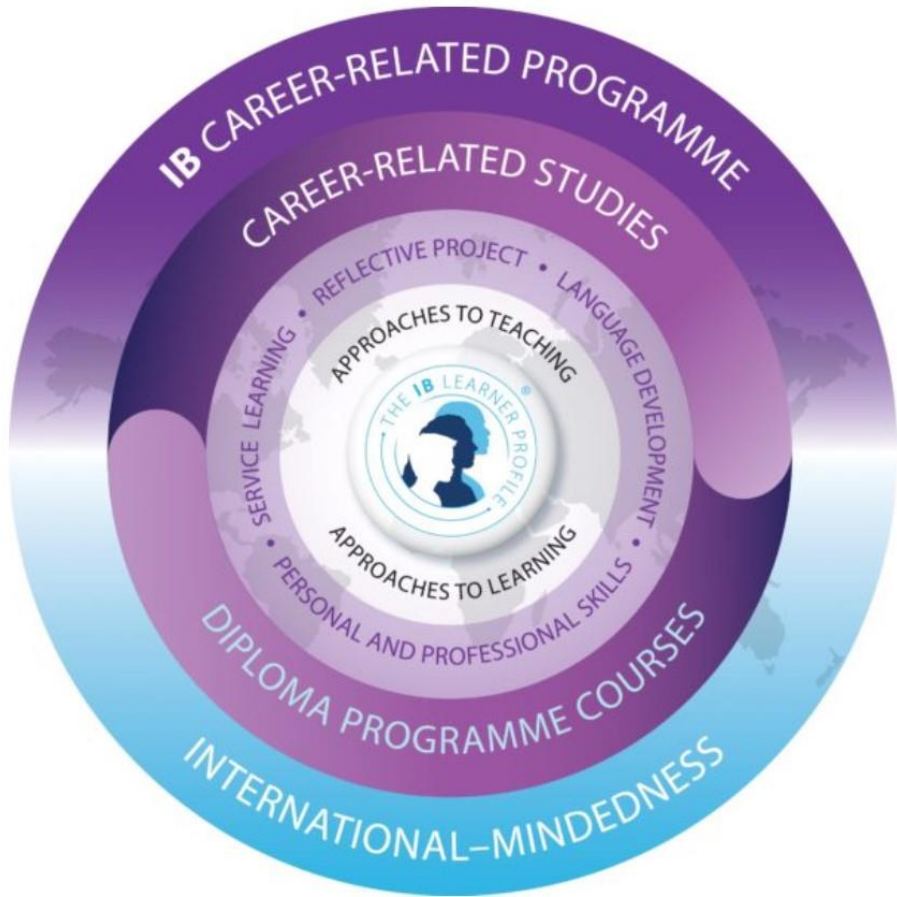 IB CAREER-RELATED PROGRAMME
CAREER-RELATED STUDIES
SERVICE LEARNING • REFLECTIVE PROJECT • LANGUAGE DEVELOPMENT • PERSONAL AND PROFESSIONAL SKILLS •
APPROACHES TO TEACHING
• THE IB LEARNER PROFILE • ®
APPROACHES TO LEARNING
DIPLOMA PROGRAMME COURSES
INTERNATIONAL–MINDEDNESS